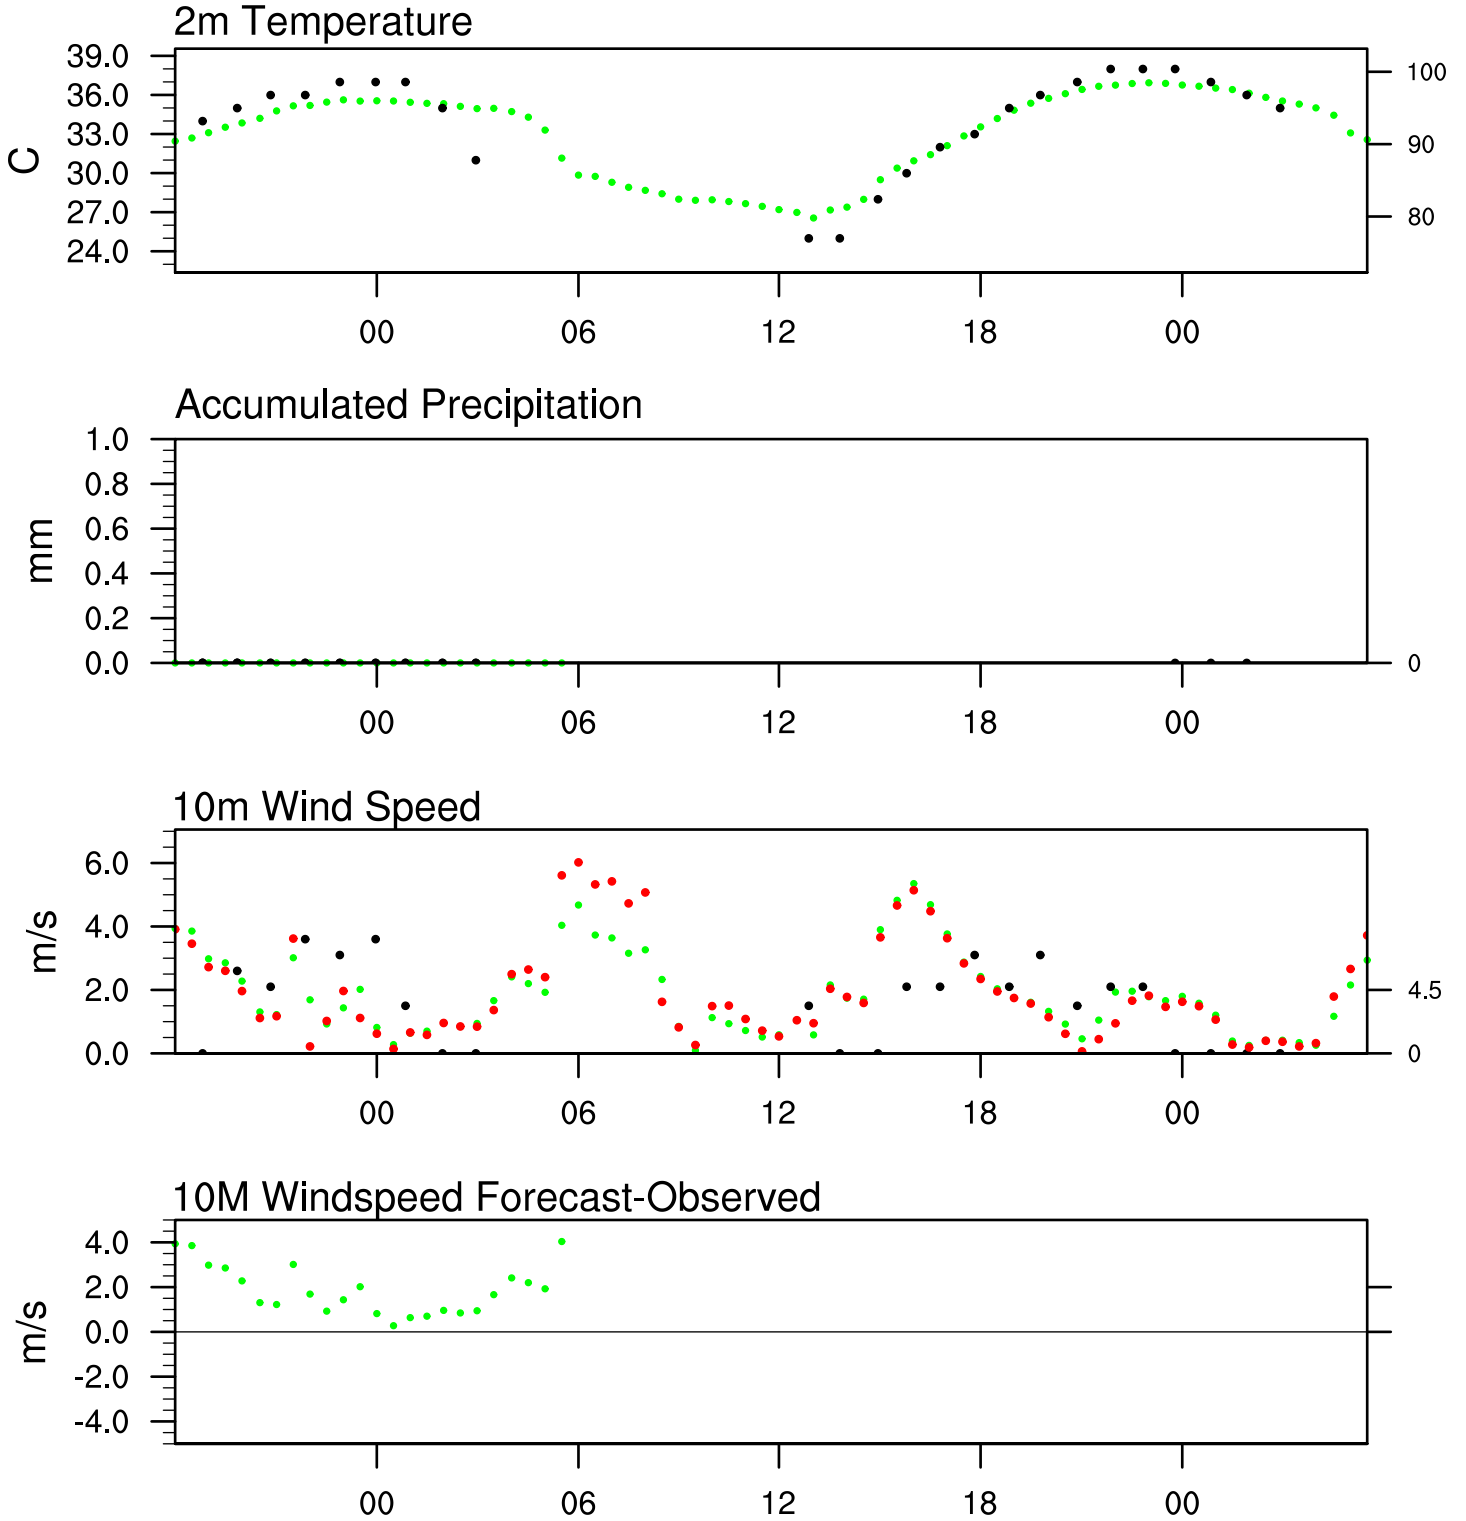 2m Temperature
39.0
36.0
33.0
30.0
27.0
24.0
C
100
90
80
00 06 12 18 00
Accumulated Precipitation
1.0
0.8
0.6
0.4
0.2
0.0
mm
0
00 06 12 18 00
10m Wind Speed
6.0
4.0
2.0
0.0
m/s
4.5
0
00 06 12 18 00
10M Windspeed Forecast-Observed
4.0
2.0
0.0
-2.0
-4.0
m/s
00 06 12 18 00